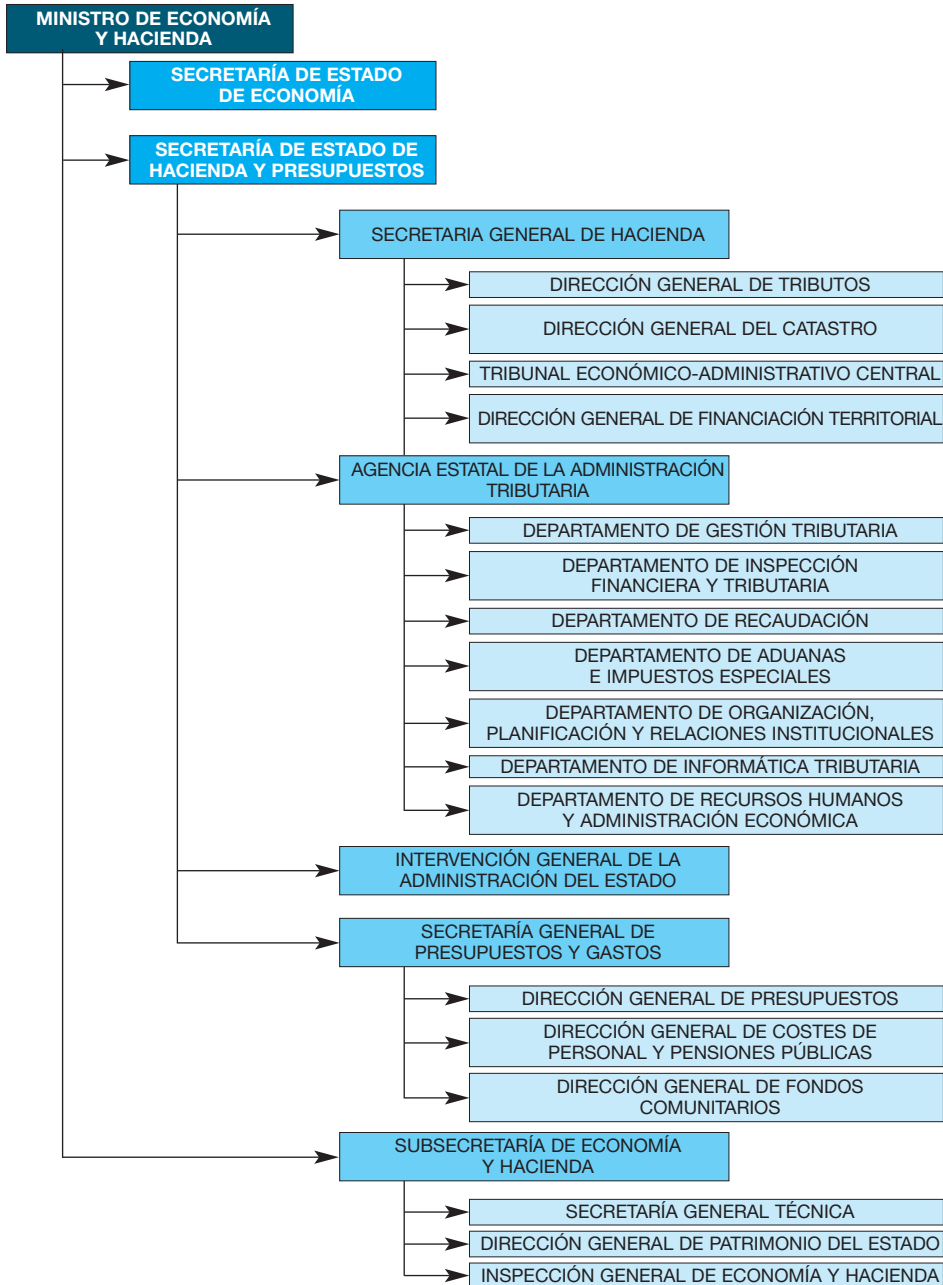 MINISTRO DE ECONOMÍA
Y HACIENDA
SECRETARÍA DE ESTADO
DE ECONOMÍA
SECRETARÍA DE ESTADO DE
HACIENDA Y PRESUPUESTOS
SECRETARIA GENERAL DE HACIENDA
DIRECCIÓN GENERAL DE TRIBUTOS
DIRECCIÓN GENERAL DEL CATASTRO
TRIBUNAL ECONÓMICO-ADMINISTRATIVO CENTRAL
DIRECCIÓN GENERAL DE FINANCIACIÓN TERRITORIAL
AGENCIA ESTATAL DE LA ADMINISTRACIÓN
TRIBUTARIA
DEPARTAMENTO DE GESTIÓN TRIBUTARIA
DEPARTAMENTO DE INSPECCIÓN
FINANCIERA Y TRIBUTARIA
DEPARTAMENTO DE RECAUDACIÓN
DEPARTAMENTO DE ADUANAS
E IMPUESTOS ESPECIALES
DEPARTAMENTO DE ORGANIZACIÓN,
PLANIFICACIÓN Y RELACIONES INSTITUCIONALES
DEPARTAMENTO DE INFORMÁTICA TRIBUTARIA
DEPARTAMENTO DE RECURSOS HUMANOS
Y ADMINISTRACIÓN ECONÓMICA
INTERVENCIÓN GENERAL DE LA
ADMINISTRACIÓN DEL ESTADO
SECRETARÍA GENERAL DE
PRESUPUESTOS Y GASTOS
DIRECCIÓN GENERAL DE PRESUPUESTOS
DIRECCIÓN GENERAL DE COSTES DE
PERSONAL Y PENSIONES PÚBLICAS
DIRECCIÓN GENERAL DE FONDOS
COMUNITARIOS
SUBSECRETARÍA DE ECONOMÍA
Y HACIENDA
SECRETARÍA GENERAL TÉCNICA
DIRECCIÓN GENERAL DE PATRIMONIO DEL ESTADO
INSPECCIÓN GENERAL DE ECONOMÍA Y HACIENDA